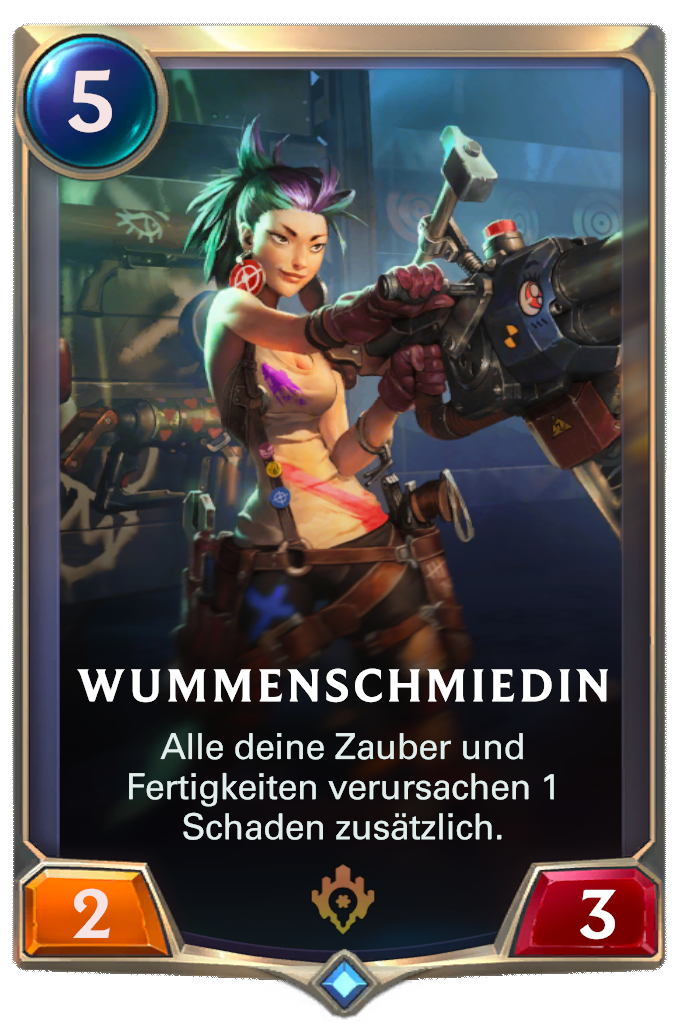 5
WUMMENSCHMIEDIN
Alle deine Zauber und
Fertigkeiten verursachen 1
Schaden zusätzlich.
2
3